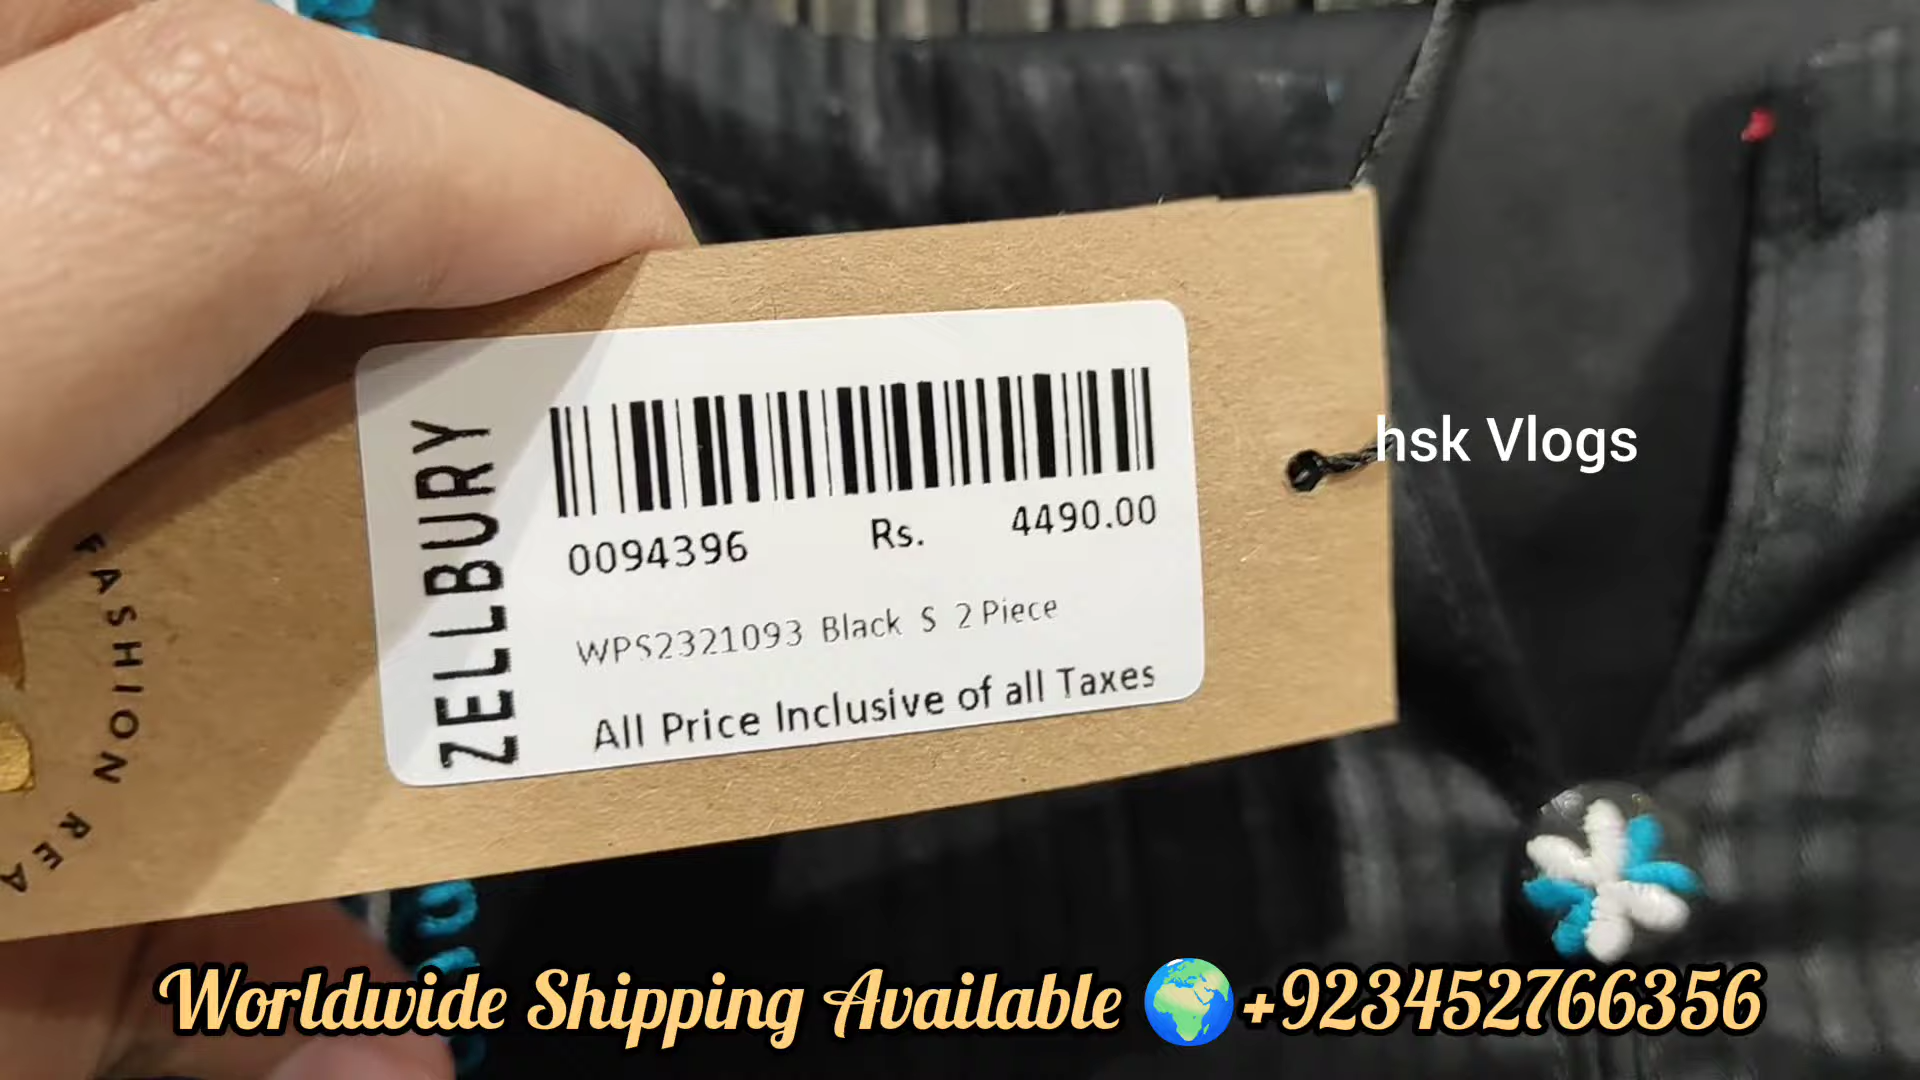 ZELLBURY
0094396 Rs. 4490.00
WPS2321093 Black S 2 Piece
All Price Inclusive of all Taxes
FASHION REA
hsk Vlogs
Worldwide Shipping Available 🌍 +923452766356